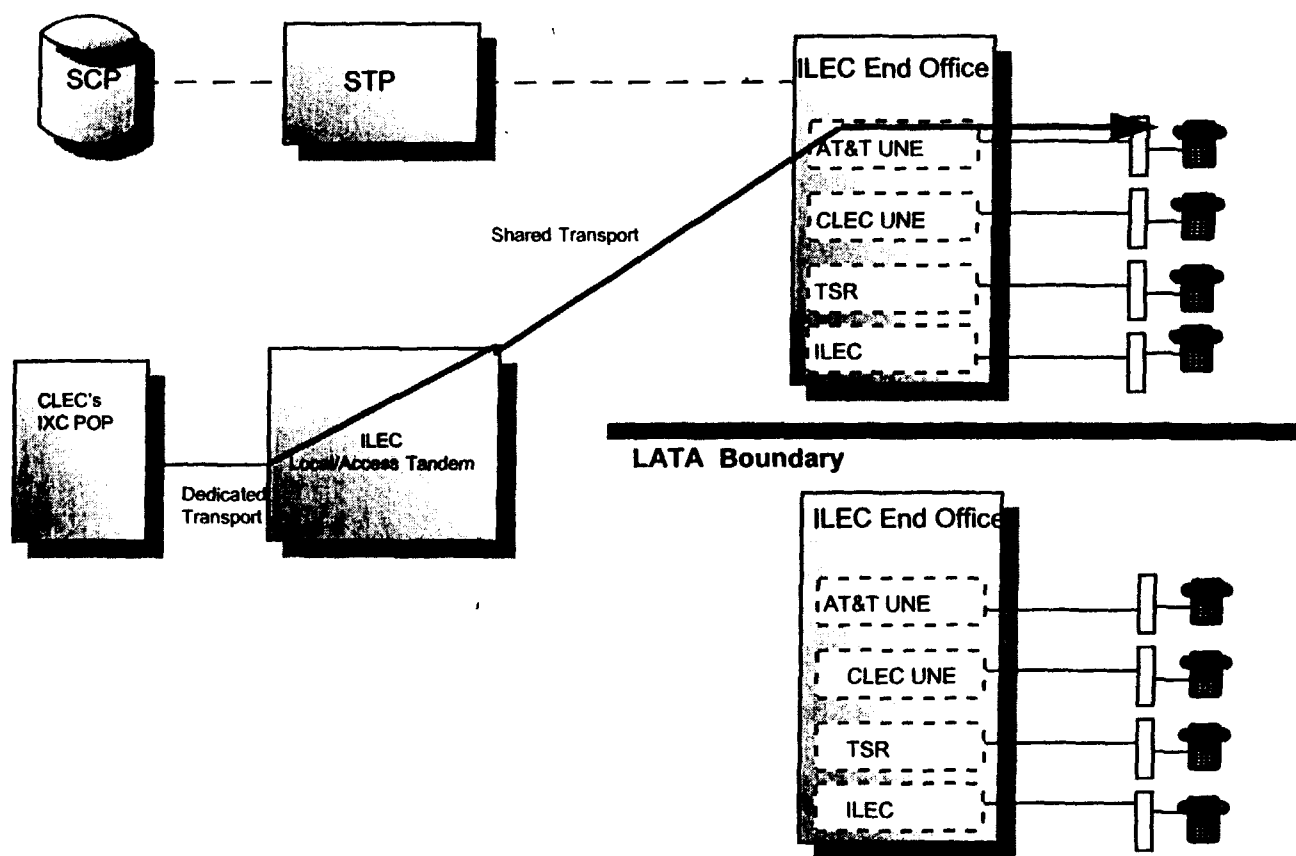 SCP
STP
ILEC End Office
AT&T UNE
CLEC UNE
TSR
ILEC
Shared Transport
CLEC's
IXC POP
ILEC
Local/Access Tandem
Dedicated
Transport
LATA Boundary
ILEC End Office
AT&T UNE
CLEC UNE
TSR
ILEC